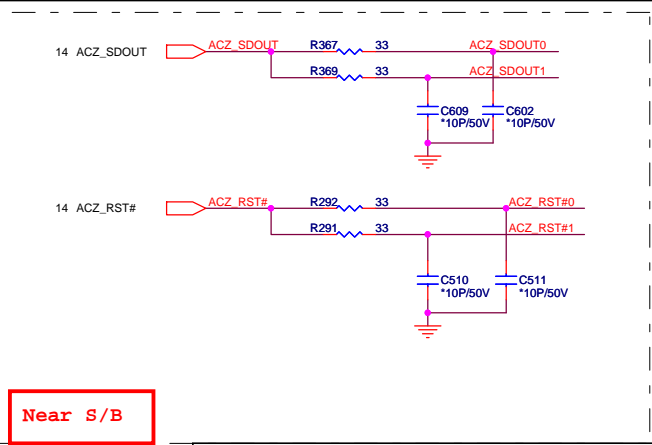 14 ACZ_SDOUT ACZ_SDOUT R367 33 ACZ_SDOUT0
R369 33 ACZ_SDOUT1
C609 C602
*10P/50V *10P/50V
14 ACZ_RST# ACZ_RST# R292 33 ACZ_RST#0
R291 33 ACZ_RST#1
C510 C511
*10P/50V *10P/50V
Near S/B